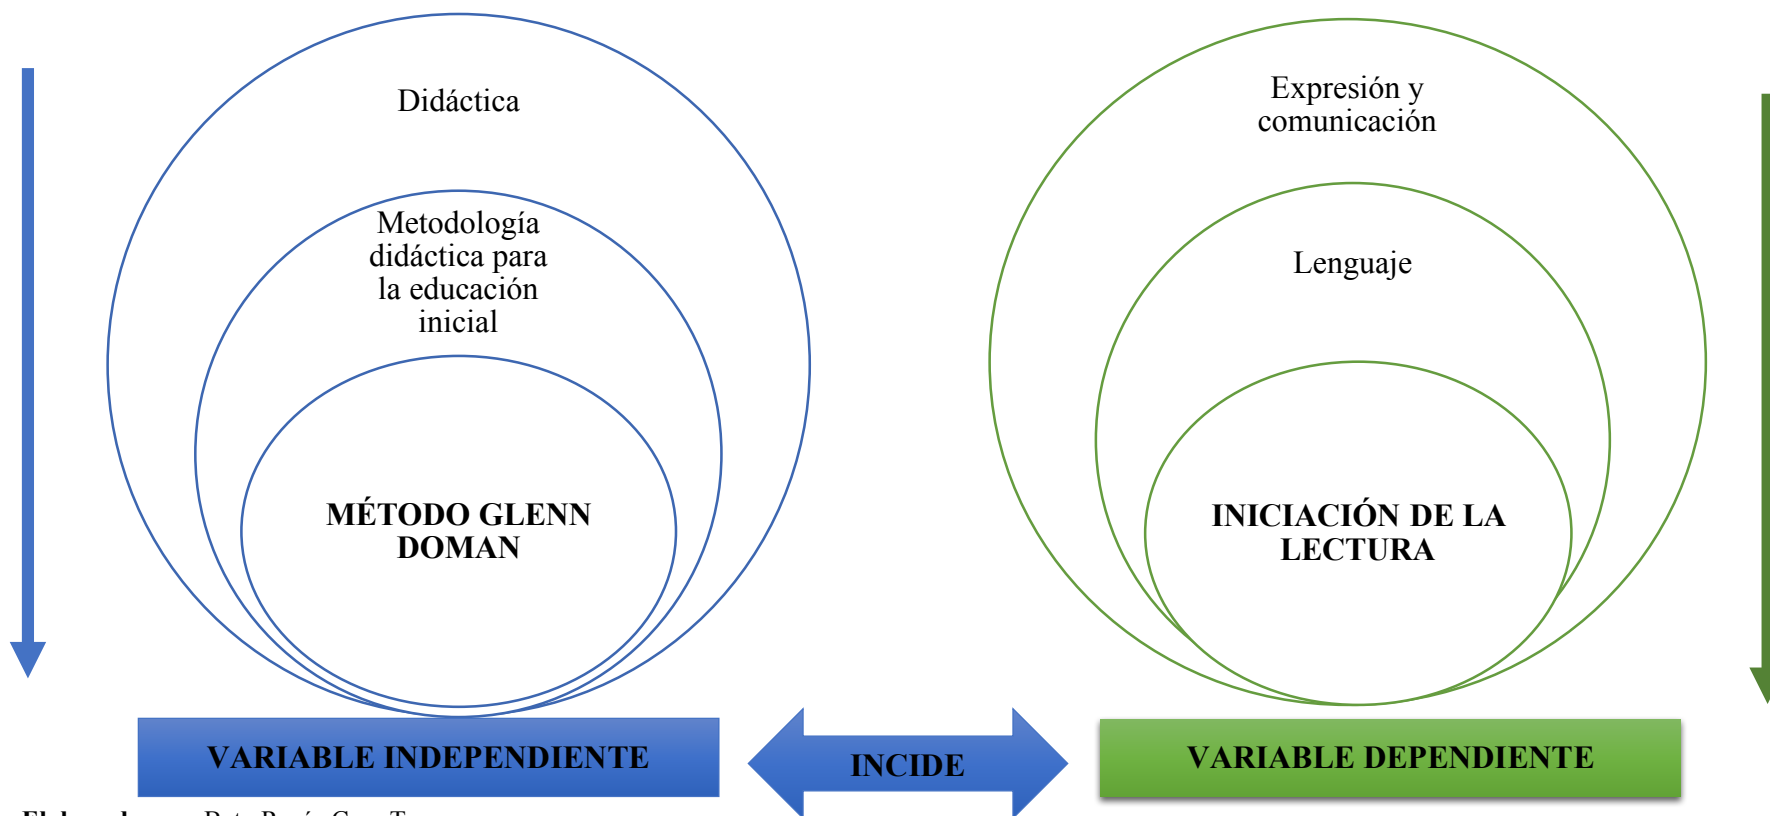 Didáctica
Metodología
didáctica para
la educación
inicial
MÉTODO GLENN
DOMAN
VARIABLE INDEPENDIENTE
INCIDE
Expresión y
comunicación
Lenguaje
INICIACIÓN DE LA
LECTURA
VARIABLE DEPENDIENTE